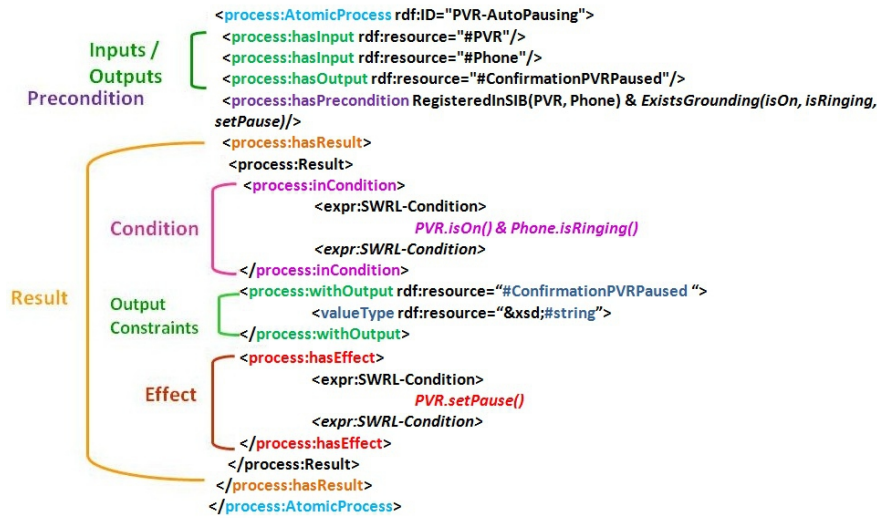 <process:AtomicProcess rdf:ID="PVR-AutoPausing">
Inputs /
Outputs
<process:hasInput rdf:resource="#PVR"/>
<process:hasInput rdf:resource="#Phone"/>
<process:hasOutput rdf:resource="#ConfirmationPVRPaused"/>
Precondition
<process:hasPrecondition RegisteredInSIB(PVR, Phone) & ExistsGrounding(isOn, isRinging,
setPause)/>
Result
<process:hasResult>
<process:Result>
Condition
<process:inCondition>
<expr:SWRL-Condition>
PVR.isOn() & Phone.isRinging()
<expr:SWRL-Condition>
</process:inCondition>
Output
Constraints
<process:withOutput rdf:resource=“#ConfirmationPVRPaused “>
<valueType rdf:resource=“&xsd;#string”>
</process:withOutput>
Effect
<process:hasEffect>
<expr:SWRL-Condition>
PVR.setPause()
<expr:SWRL-Condition>
</process:hasEffect>
</process:Result>
</process:hasResult>
</process:AtomicProcess>